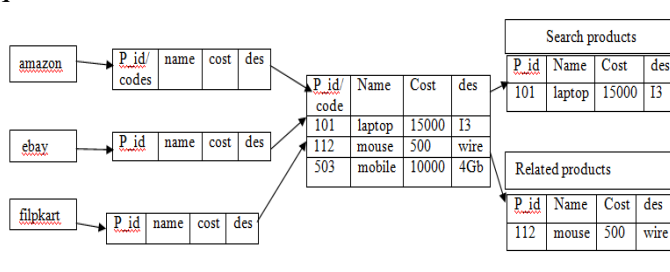 amazon
P_id/ codes name cost des
ebay
P_id name cost des
filpkart
P_id name cost des
P_id/ code Name Cost des
101 laptop 15000 I3
112 mouse 500 wire
503 mobile 10000 4Gb
Search products
P_id Name Cost des
101 laptop 15000 I3
Related products
P_id Name Cost des
112 mouse 500 wire